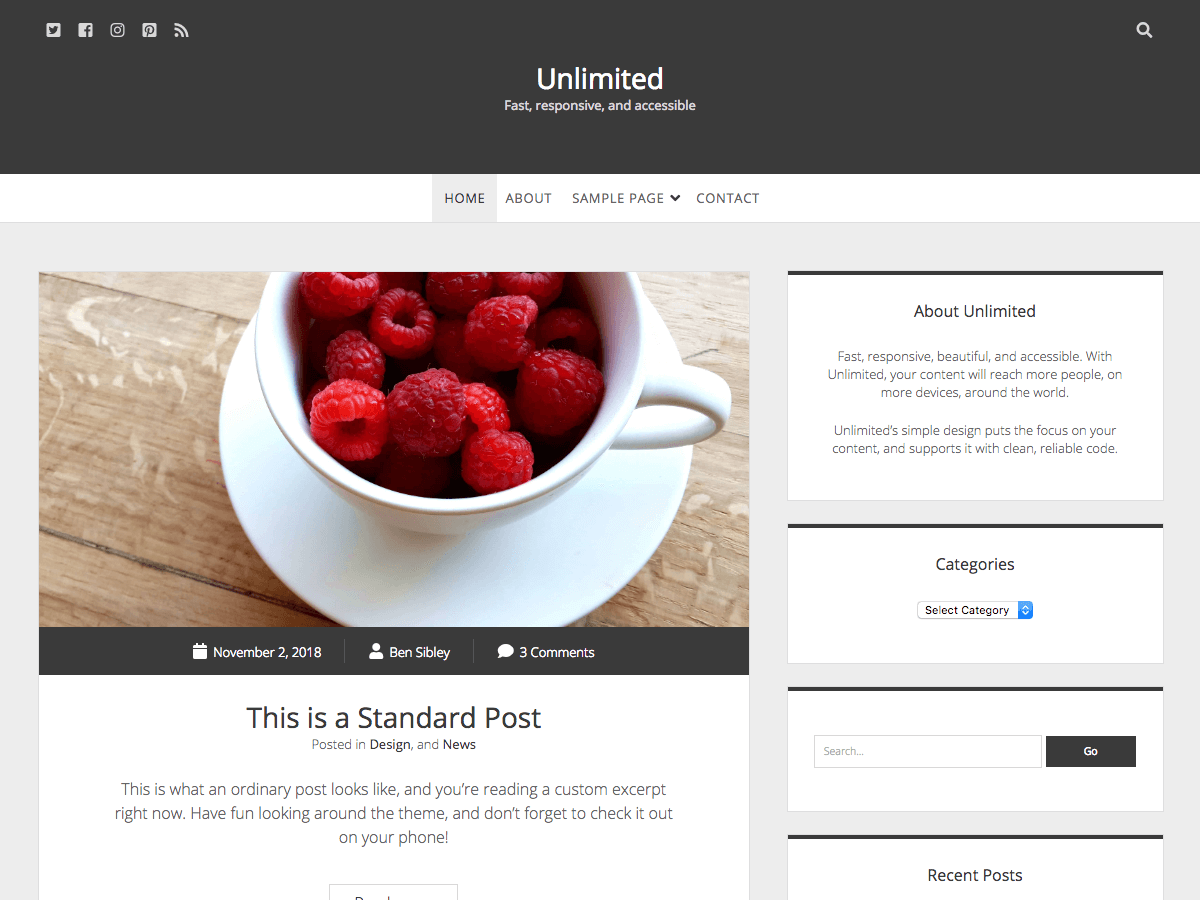 Unlimited
Fast, responsive, and accessible
HOME ABOUT SAMPLE PAGE CONTACT
November 2, 2018 Ben Sibley 3 Comments
This is a Standard Post
Posted in Design, and News
This is what an ordinary post looks like, and you’re reading a custom excerpt
right now. Have fun looking around the theme, and don’t forget to check it out
on your phone!
About Unlimited
Fast, responsive, beautiful, and accessible. With
Unlimited, your content will reach more people, on
more devices, around the world.
Unlimited’s simple design puts the focus on your
content, and supports it with clean, reliable code.
Categories
Select Category
Search...
Go
Recent Posts